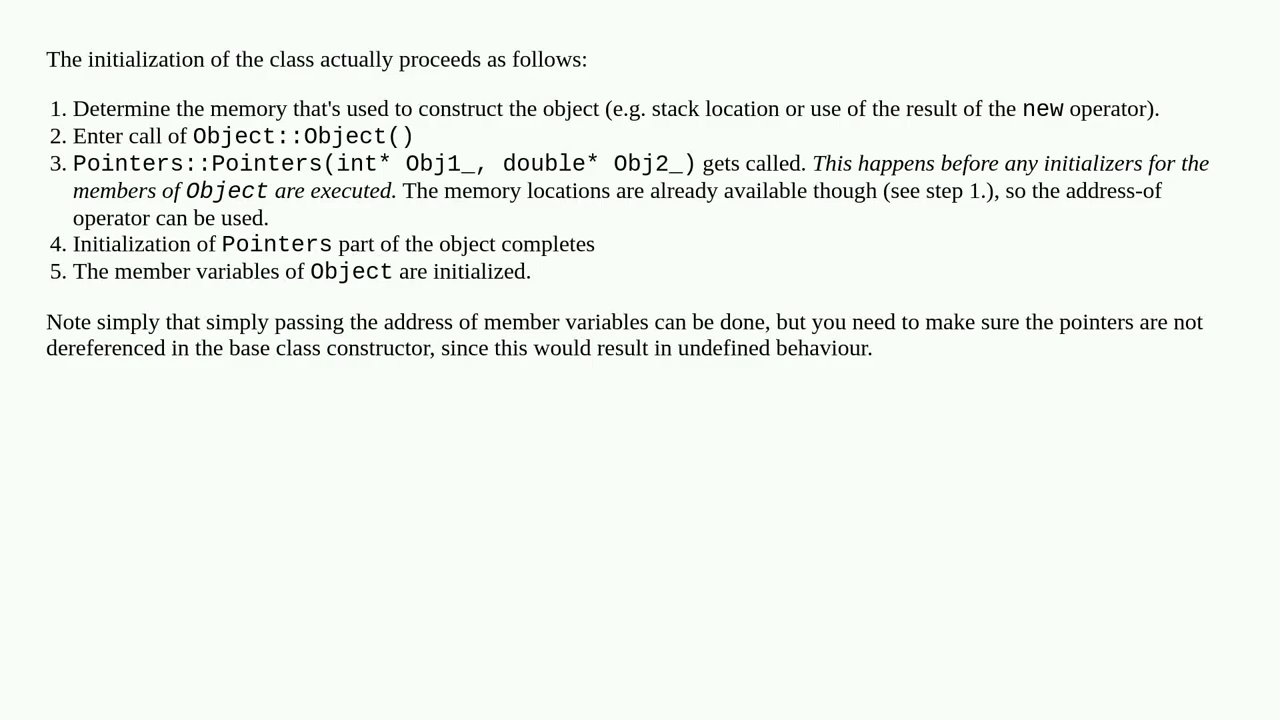 The initialization of the class actually proceeds as follows:
1. Determine the memory that's used to construct the object (e.g. stack location or use of the result of the new operator).
2. Enter call of Object::Object()
3. Pointers::Pointers(int* Obj1_, double* Obj2_) gets called. This happens before any initializers for the
members of Object are executed. The memory locations are already available though (see step 1.), so the address-of
operator can be used.
4. Initialization of Pointers part of the object completes
5. The member variables of Object are initialized.
Note simply that simply passing the address of member variables can be done, but you need to make sure the pointers are not
dereferenced in the base class constructor, since this would result in undefined behaviour.